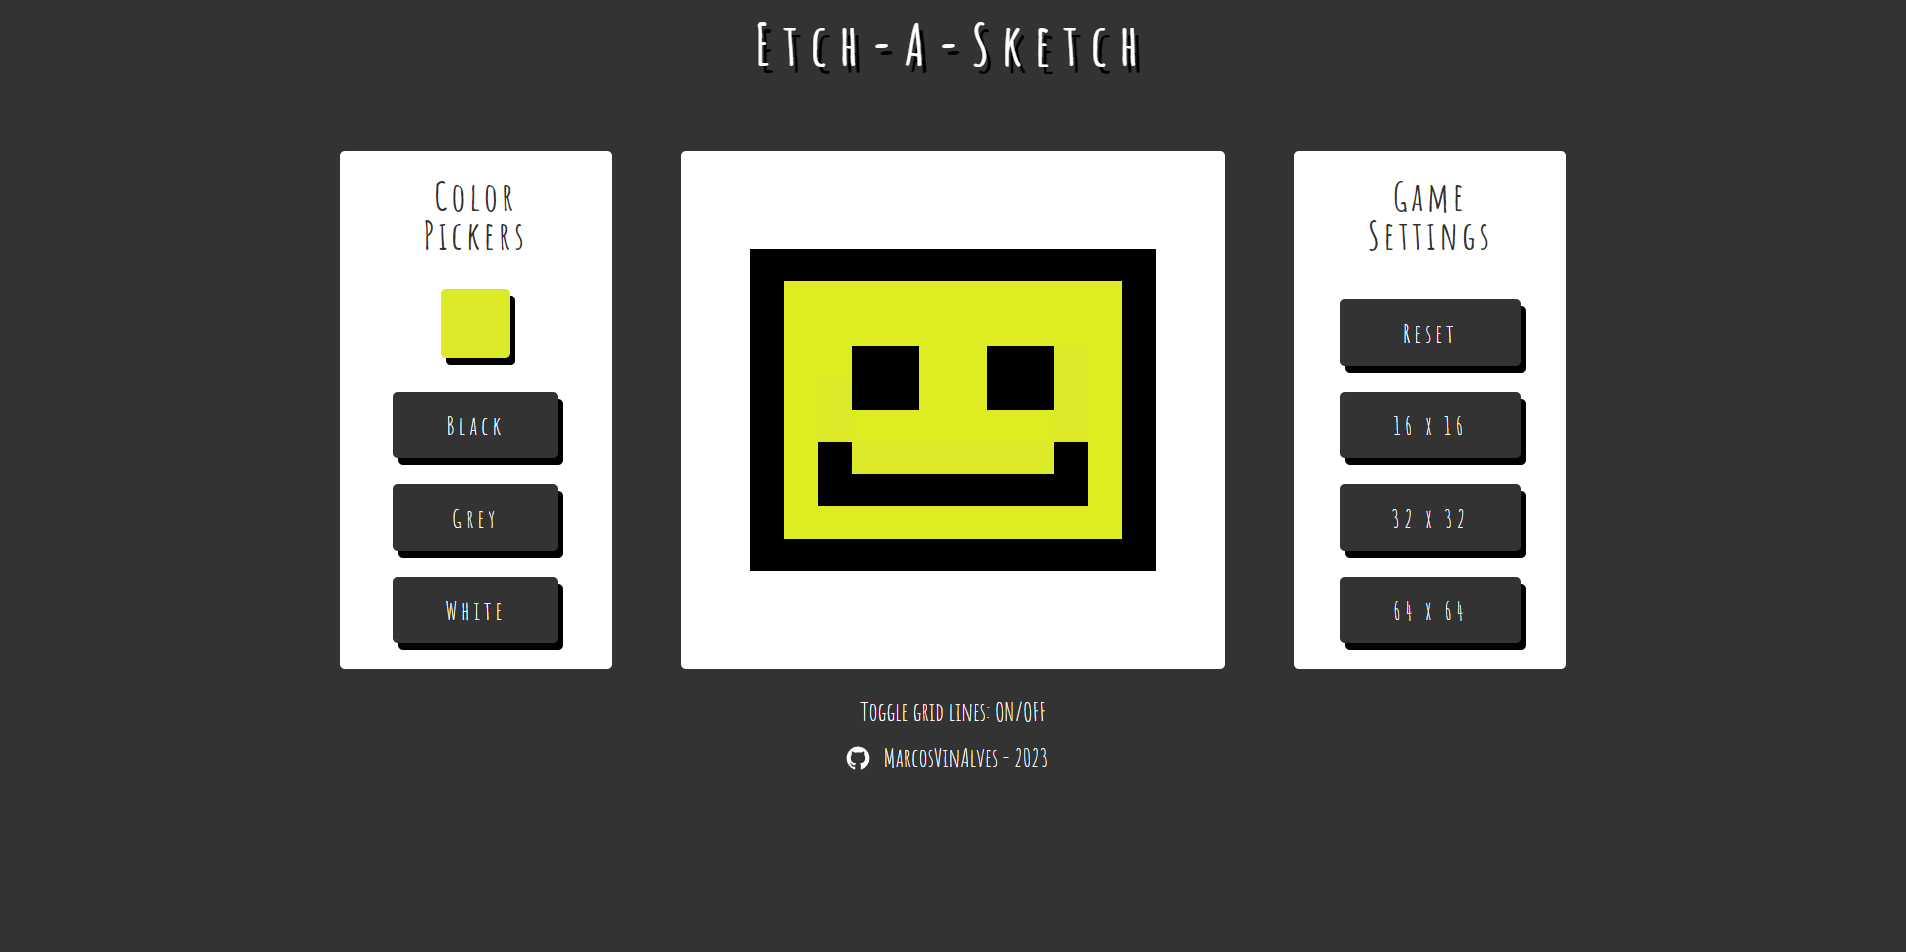 Etch-A-Sketch
Color
Pickers
Black
Grey
White
Game
Settings
Reset
16 x 16
32 x 32
64 x 64
Toggle grid lines: ON/OFF
MarcosVinAlves - 2023